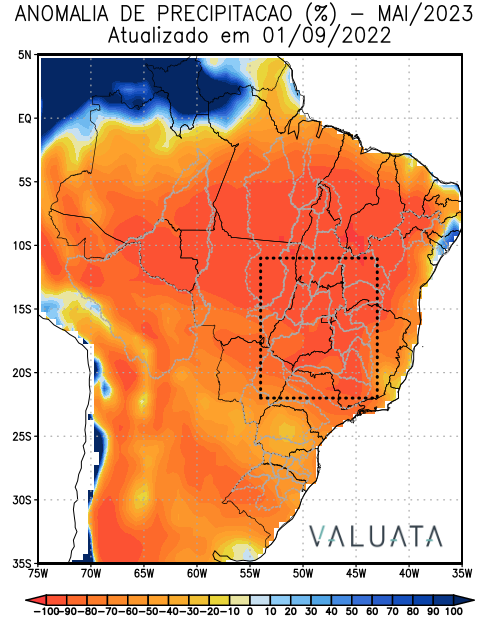 ANOMALIA DE PRECIPITACAO (%) – MAI/2023
Atualizado em 01/09/2022
5N
EQ
5S
10S
15S
20S
25S
30S
35S
VALUATA
75W 70W 65W 60W 55W 50W 45W 40W 35W
-100 -90 -80 -70 -60 -50 -40 -30 -20 -10 0 10 20 30 40 50 60 70 80 90 100